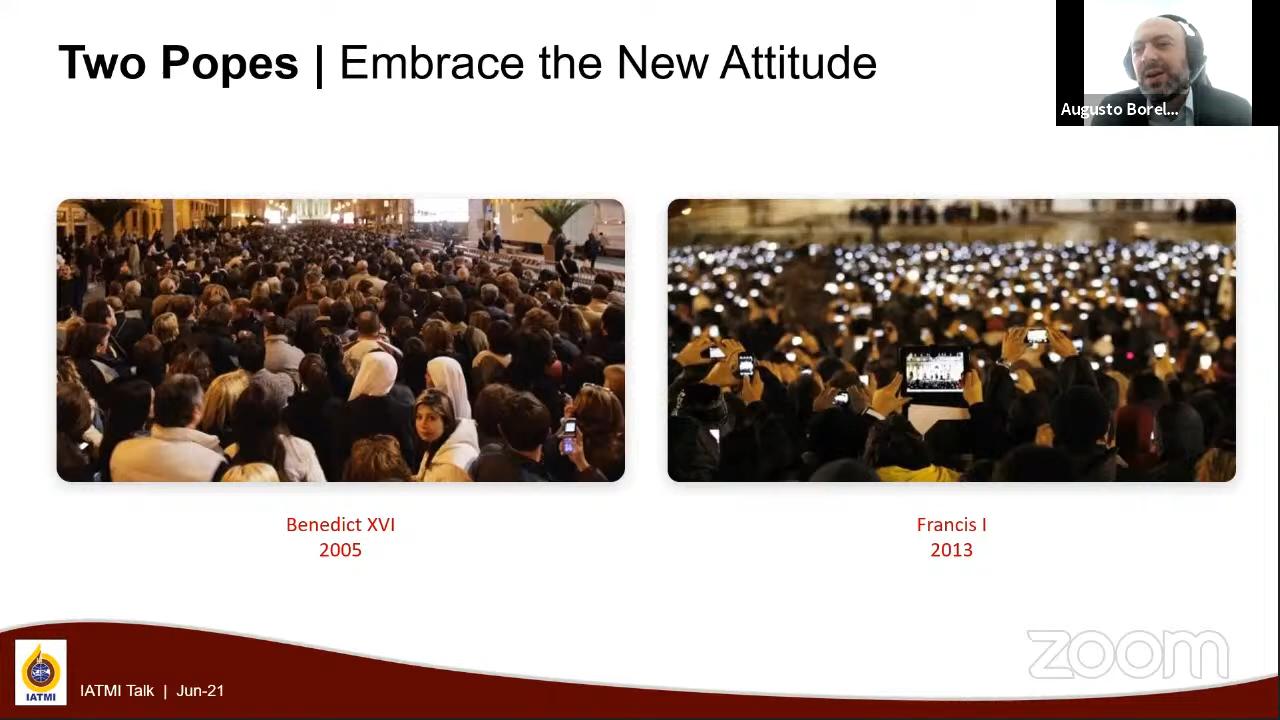 Two Popes | Embrace the New Attitude
Augusto Borel...
Benedict XVI
2005
Francis I
2013
IATMI
IATMI Talk | Jun-21
zoom